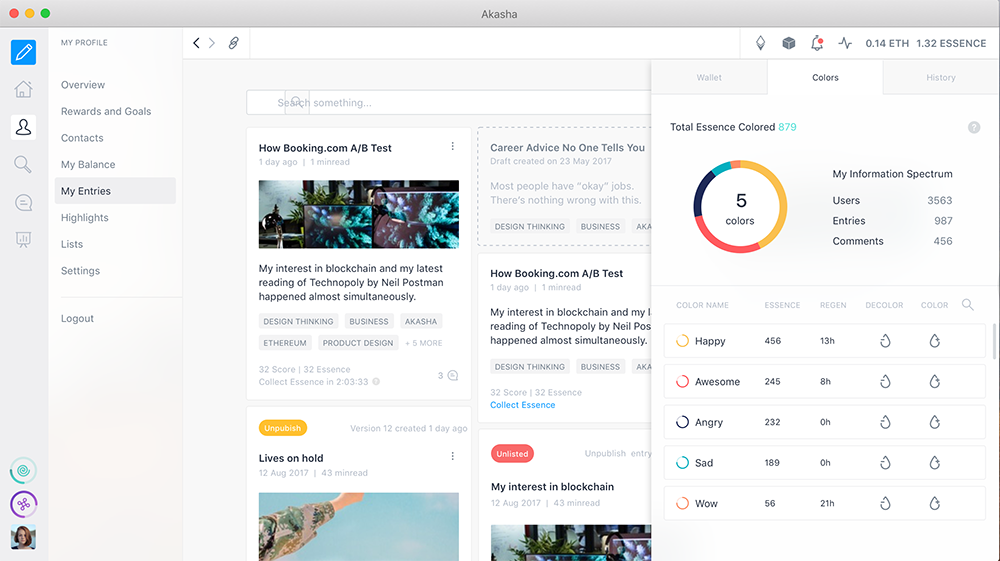 Akasha
MY PROFILE
Overview
Rewards and Goals
Contacts
My Balance
My Entries
Highlights
Lists
Settings
Logout
0.14 ETH 1.32 ESSENCE
Search something...
How Booking.com A/B Test
1 day ago | 1 minread
My interest in blockchain and my latest
reading of Technopoly by Neil Postman
happened almost simultaneously.
DESIGN THINKING BUSINESS AKASHA
ETHEREUM PRODUCT DESIGN + 5 MORE
32 Score | 32 Essence
Collect Essence in 2:03:33
3
Unpubish Version 12 created 1 day ago
Lives on hold
12 Aug 2017 | 43 minread
Career Advice No One Tells You
Draft created on 23 May 2017
Most people have “okay” jobs.
There’s nothing wrong with this.
DESIGN THINKING BUSINESS AKA
How Booking.com A/B Test
1 day ago | 1 minread
My interest in blockchain and my
reading of Technopoly by Neil Pos
happened almost simultaneously.
DESIGN THINKING BUSINESS AKA
32 Score | 32 Essence
Collect Essence
Unlisted Unpublish entry
My interest in blockchain
12 Aug 2017 | 43 minread
Wallet Colors History
Total Essence Colored 879
?
5
colors
My Information Spectrum
Users 3563
Entries 987
Comments 456
COLOR NAME ESSENCE REGEN DECOLOR COLOR
Happy 456 13h
Awesome 245 8h
Angry 232 0h
Sad 189 0h
Wow 56 21h